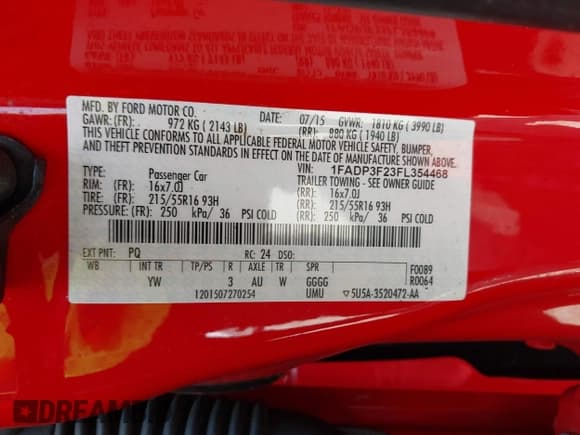 MFD. BY FORD MOTOR CO. DATE: 07/15 GVWR: 1810 KG ( 3990 LB)
GAWR: (FR): 972 KG ( 2143 LB) (RR): 880 KG ( 1940 LB)
THIS VEHICLE CONFORMS TO ALL APPLICABLE FEDERAL MOTOR VEHICLE SAFETY, BUMPER,
AND THEFT PREVENTION STANDARDS IN EFFECT ON THE DATE OF MANUFACTURE SHOWN ABOVE.
VIN: 1FADP3F23FL354468
TYPE: Passenger Car TRAILER TOWING - SEE OWNER GUIDE
RIM: (FR): 16x7.0J (RR): 16x7.0J
TIRE: (FR): 215/55R16 93H (RR): 215/55R16 93H
PRESSURE: (FR) 250 kPa/ 36 PSI COLD (RR) 250 kPa/ 36 PSI COLD
EXT PNT: PQ RC: 24 DSO:
WB INT TR TP/PS R AX TR SPR F0089
YW 3 AU W GGGG R0064
1201507270254 UMU 5U5A-3520472-AA
DREAM